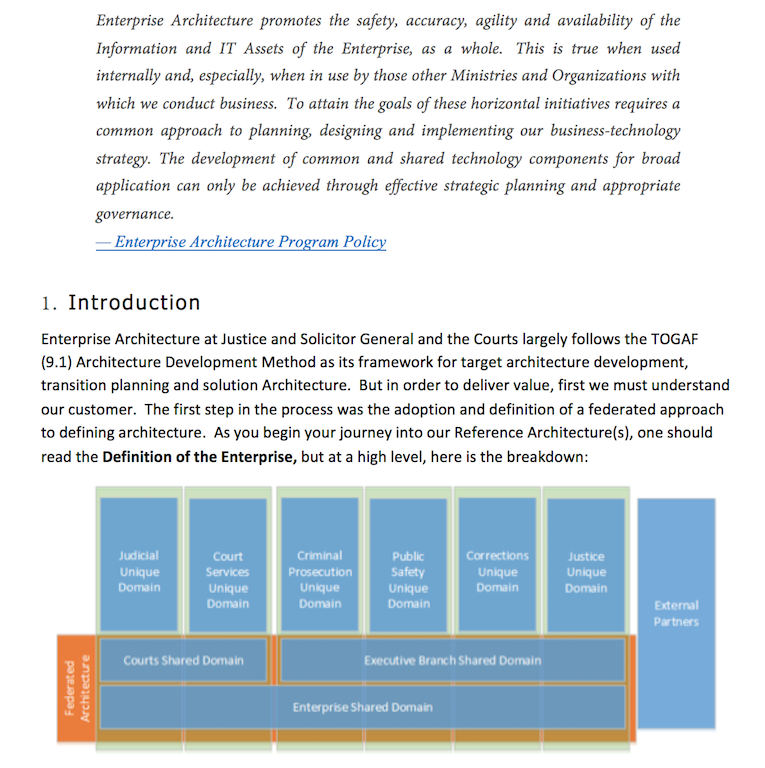 Enterprise Architecture promotes the safety, accuracy, agility and availability of the
Information and IT Assets of the Enterprise, as a whole. This is true when used
internally and, especially, when in use by those other Ministries and Organizations with
which we conduct business. To attain the goals of these horizontal initiatives requires a
common approach to planning, designing and implementing our business-technology
strategy. The development of common and shared technology components for broad
application can only be achieved through effective strategic planning and appropriate
governance.
— Enterprise Architecture Program Policy
1. Introduction
Enterprise Architecture at Justice and Solicitor General and the Courts largely follows the TOGAF
(9.1) Architecture Development Method as its framework for target architecture development,
transition planning and solution Architecture. But in order to deliver value, first we must understand
our customer. The first step in the process was the adoption and definition of a federated approach
to defining architecture. As you begin your journey into our Reference Architecture(s), one should
read the Definition of the Enterprise, but at a high level, here is the breakdown:
Judicial
Unique
Domain
Court
Services
Unique
Domain
Criminal
Prosecution
Unique
Domain
Public
Safety
Unique
Domain
Corrections
Unique
Domain
Justice
Unique
Domain
External
Partners
Federated
Architecture
Courts Shared Domain
Executive Branch Shared Domain
Enterprise Shared Domain